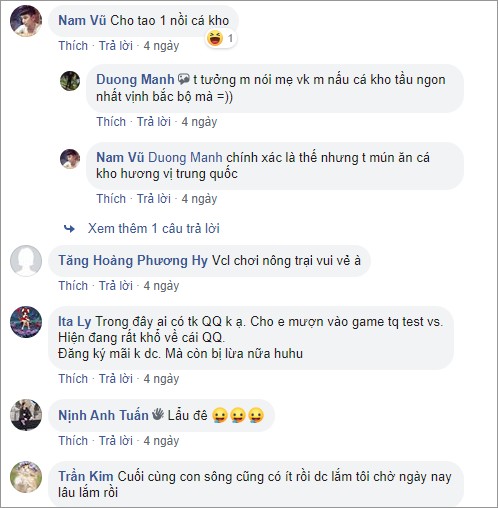 Nam Vũ Cho tao 1 nồi cá kho
Thích · Trả lời · 4 ngày
1
Duong Manh t tưởng m nói mẹ vk m nấu cá kho tầu ngon
nhất vịnh bắc bộ mà =))
Thích · Trả lời · 4 ngày
Nam Vũ Duong Manh chính xác là thế nhưng t mún ăn cá
kho hương vị trung quốc
Thích · Trả lời · 4 ngày
Xem thêm 1 câu trả lời
Tăng Hoàng Phương Hy Vcl chơi nông trại vui vẻ à
Thích · Trả lời · 4 ngày
Ita Ly Trong đây ai có tk QQ k ạ. Cho e mượn vào game tq test vs.
Hiện đang rất khổ về cái QQ.
Đăng ký mãi k dc. Mà còn bị lừa nữa huhu
Thích · Trả lời · 4 ngày
Nịnh Anh Tuấn Lẩu đê
Thích · Trả lời · 4 ngày
Trần Kim Cuối cùng con sông cũng có ít rồi dc lắm tôi chờ ngày nay
lâu lắm rồi